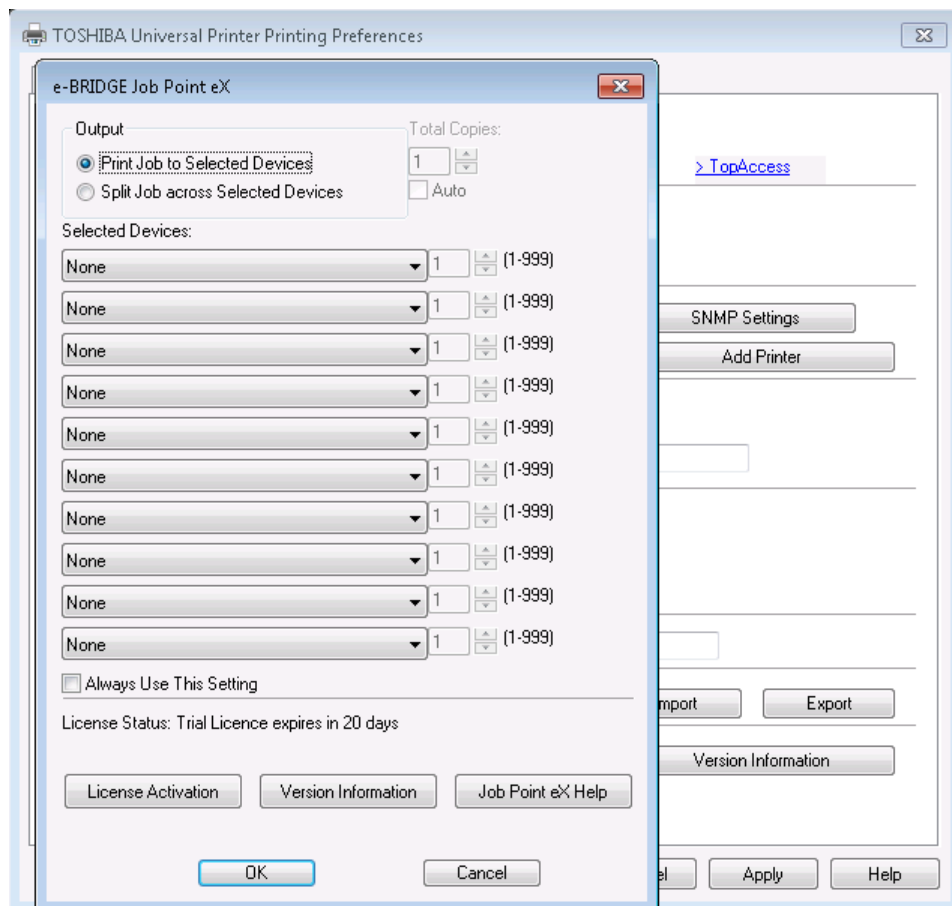 TOSHIBA Universal Printer Printing Preferences
e-BRIDGE Job Point eX
Output
Total Copies:
Print Job to Selected Devices
1
> TopAccess
Split Job across Selected Devices
Auto
Selected Devices:
None 1 (1-999)
None 1 (1-999)
SNMP Settings
None 1 (1-999)
Add Printer
None 1 (1-999)
None 1 (1-999)
None 1 (1-999)
None 1 (1-999)
None 1 (1-999)
None 1 (1-999)
None 1 (1-999)
Always Use This Setting
mport
Export
License Status: Trial Licence expires in 20 days
Version Information
License Activation
Version Information
Job Point eX Help
OK
Cancel
el
Apply
Help